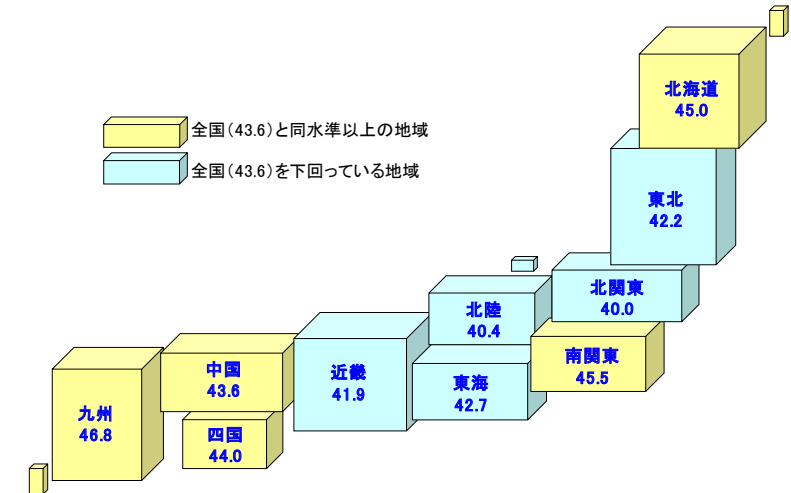 北海道
45.0
全国(43.6)と同水準以上の地域
全国(43.6)を下回っている地域
東北
42.2
北関東
40.0
北陸
40.4
南関東
45.5
中国
43.6
近畿
41.9
東海
42.7
九州
46.8
四国
44.0